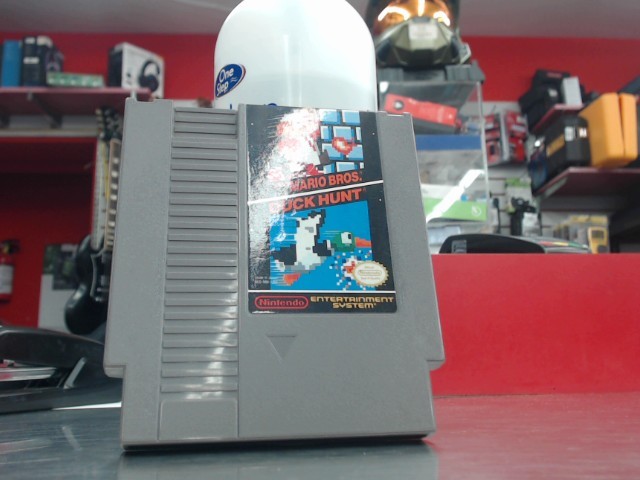 One
Step
MARIO BROS.
DUCK HUNT
Nintendo
ENTERTAINMENT
SYSTEM